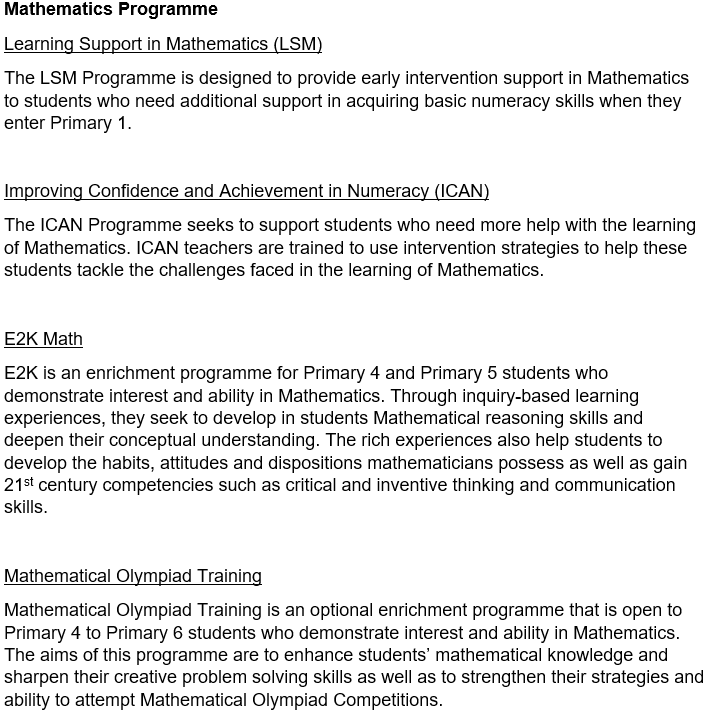 Mathematics Programme
Learning Support in Mathematics (LSM)
The LSM Programme is designed to provide early intervention support in Mathematics
to students who need additional support in acquiring basic numeracy skills when they
enter Primary 1.
Improving Confidence and Achievement in Numeracy (ICAN)
The ICAN Programme seeks to support students who need more help with the learning
of Mathematics. ICAN teachers are trained to use intervention strategies to help these
students tackle the challenges faced in the learning of Mathematics.
E2K Math
E2K is an enrichment programme for Primary 4 and Primary 5 students who
demonstrate interest and ability in Mathematics. Through inquiry-based learning
experiences, they seek to develop in students Mathematical reasoning skills and
deepen their conceptual understanding. The rich experiences also help students to
develop the habits, attitudes and dispositions mathematicians possess as well as gain
21st century competencies such as critical and inventive thinking and communication
skills.
Mathematical Olympiad Training
Mathematical Olympiad Training is an optional enrichment programme that is open to
Primary 4 to Primary 6 students who demonstrate interest and ability in Mathematics.
The aims of this programme are to enhance students’ mathematical knowledge and
sharpen their creative problem solving skills as well as to strengthen their strategies and
ability to attempt Mathematical Olympiad Competitions.